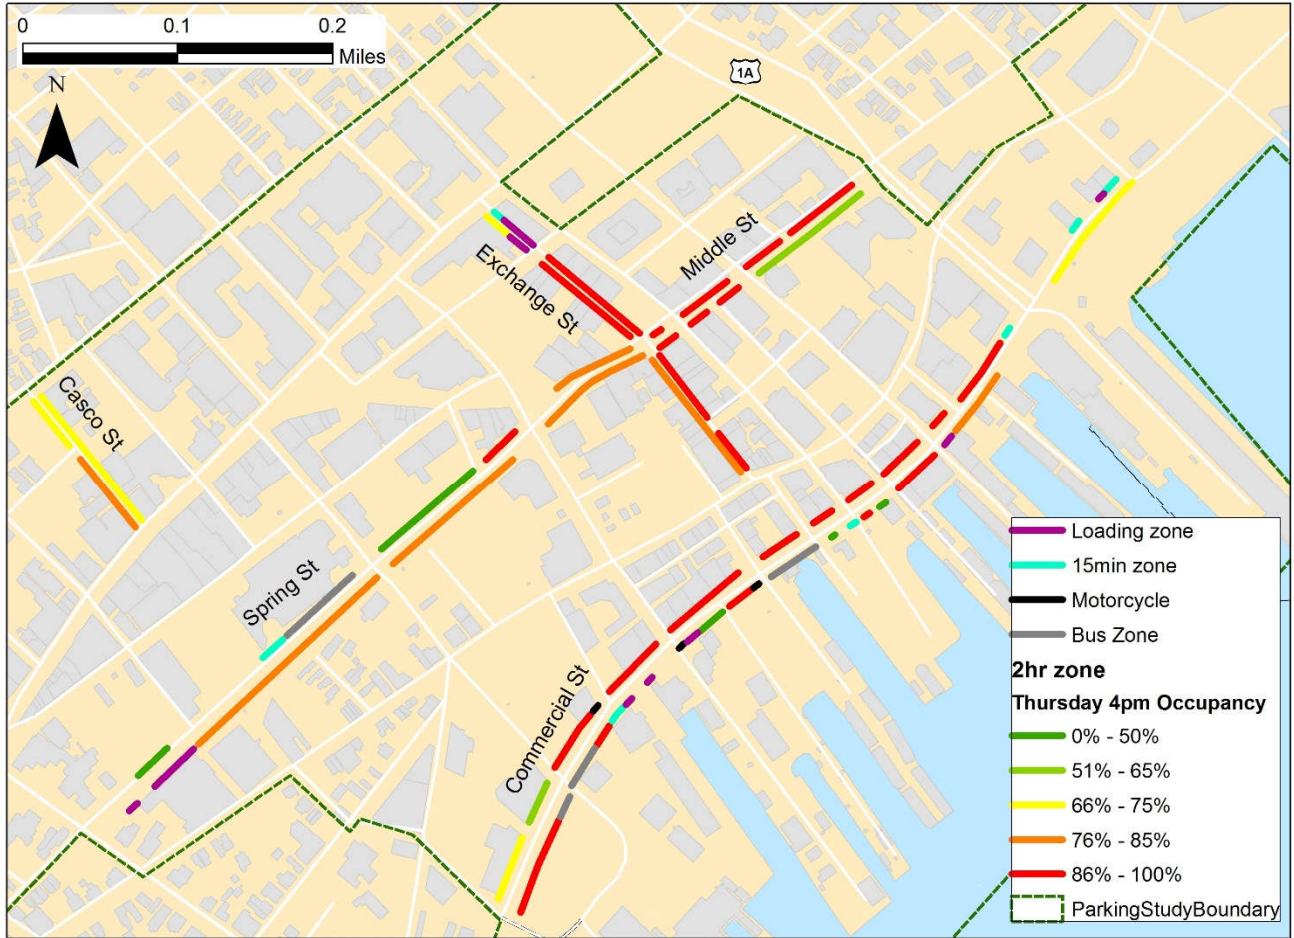 0 0.1 0.2
Miles
N
1A
Middle St
Exchange St
Casco St
Spring St
Commercial St
Loading zone
15min zone
Motorcycle
Bus Zone
2hr zone
Thursday 4pm Occupancy
0% - 50%
51% - 65%
66% - 75%
76% - 85%
86% - 100%
ParkingStudyBoundary